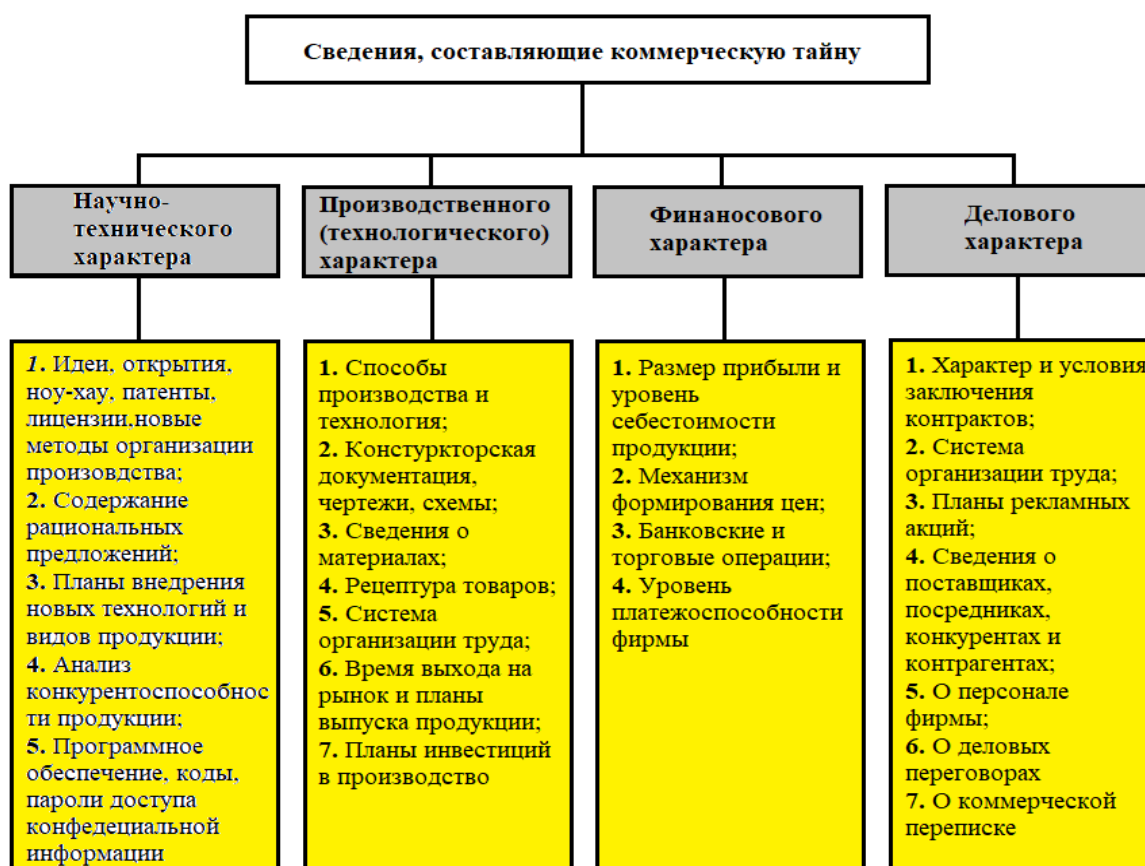 Сведения, составляющие коммерческую тайну
Научно-
технического
характера
Производственного
(технологического)
характера
Финаносового
характера
Делового
характера
1. Идеи, открытия,
ноу-хау, патенты,
лицензии,новые
методы организации
произовдства;
2. Содержание
рациональных
предложений;
3. Планы внедрения
новых технологий и
видов продукции;
4. Анализ
конкурентоспособнос
ти продукции;
5. Программное
обеспечение, коды,
пароли доступа
конфедециальной
информации
1. Способы
производства и
технология;
2. Констуркторская
документация,
чертежи, схемы;
3. Сведения о
материалах;
4. Рецептура товаров;
5. Система
организации труда;
6. Время выхода на
рынок и планы
выпуска продукции;
7. Планы инвестиций
в производство
1. Размер прибыли и
уровень
себестоимости
продукции;
2. Механизм
формирования цен;
3. Банковские и
торговые операции;
4. Уровень
платежоспособности
фирмы
1. Характер и условия
заключения
контрактов;
2. Система
организации труда;
3. Планы рекламных
акций;
4. Сведения о
поставщиках,
посредниках,
конкурентах и
контрагентах;
5. О персонале
фирмы;
6. О деловых
переговорах
7. О коммерческой
переписке